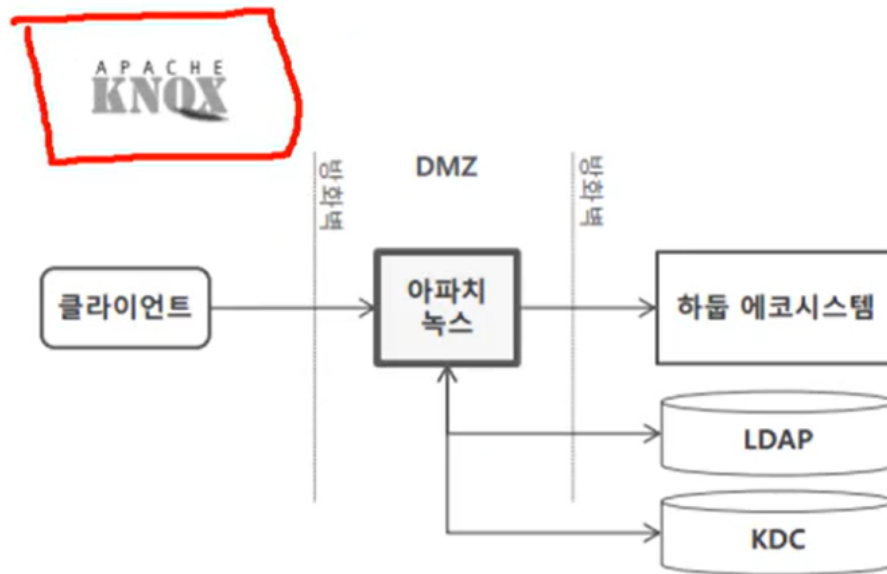 APACHE
KNOX
방화벽
DMZ
방화벽
클라이언트
아파치
녹스
하둡 에코시스템
LDAP
KDC